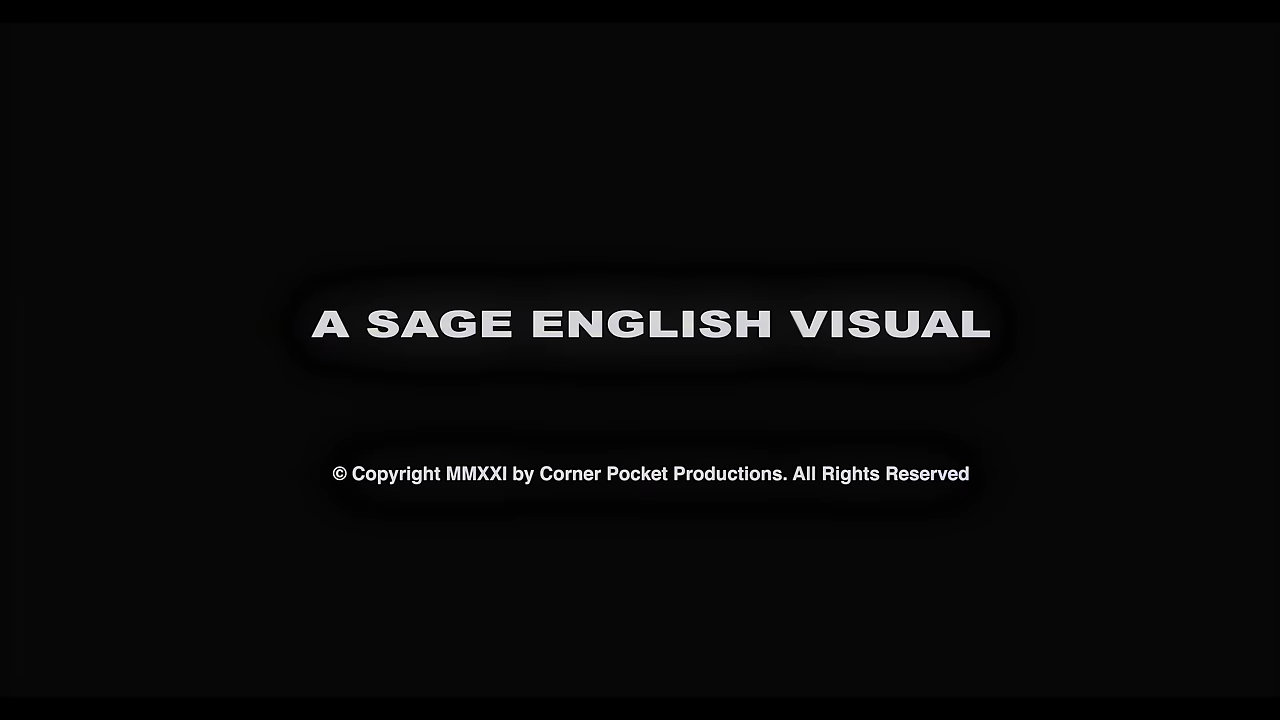 A SAGE ENGLISH VISUAL
© Copyright MMXXI by Corner Pocket Productions. All Rights Reserved